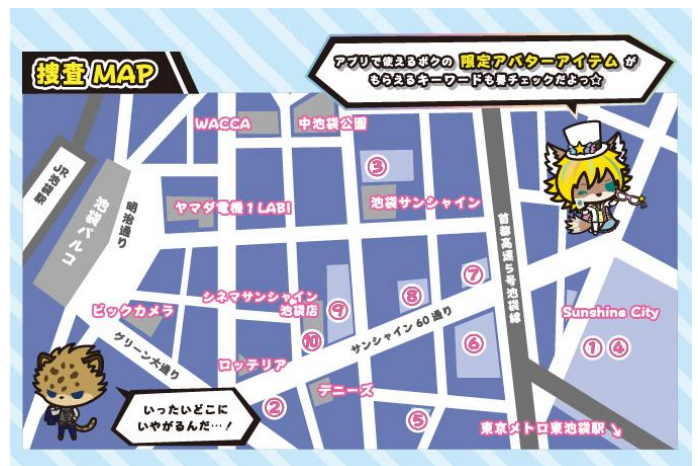 捜査 MAP
アプリで使えるボクの 限定アバターアイテム が
もらえるキーワードも要チェックだよっ☆
WACCA
中池袋公園
③
JR
池袋駅
池袋パルコ
明治通り
ヤマダ電機1LABI
池袋サンシャイン
首都高速5号池袋線
⑦
ビックカメラ
シネマサンシャイン
池袋店
⑨
⑧
Sunshine City
グリーン大通り
⑩
サンシャイン60通り
⑥
① ④
ロッテリア
デニーズ
いったいどこに
いやがるんだ…!
②
⑤
東京メトロ東池袋駅↘